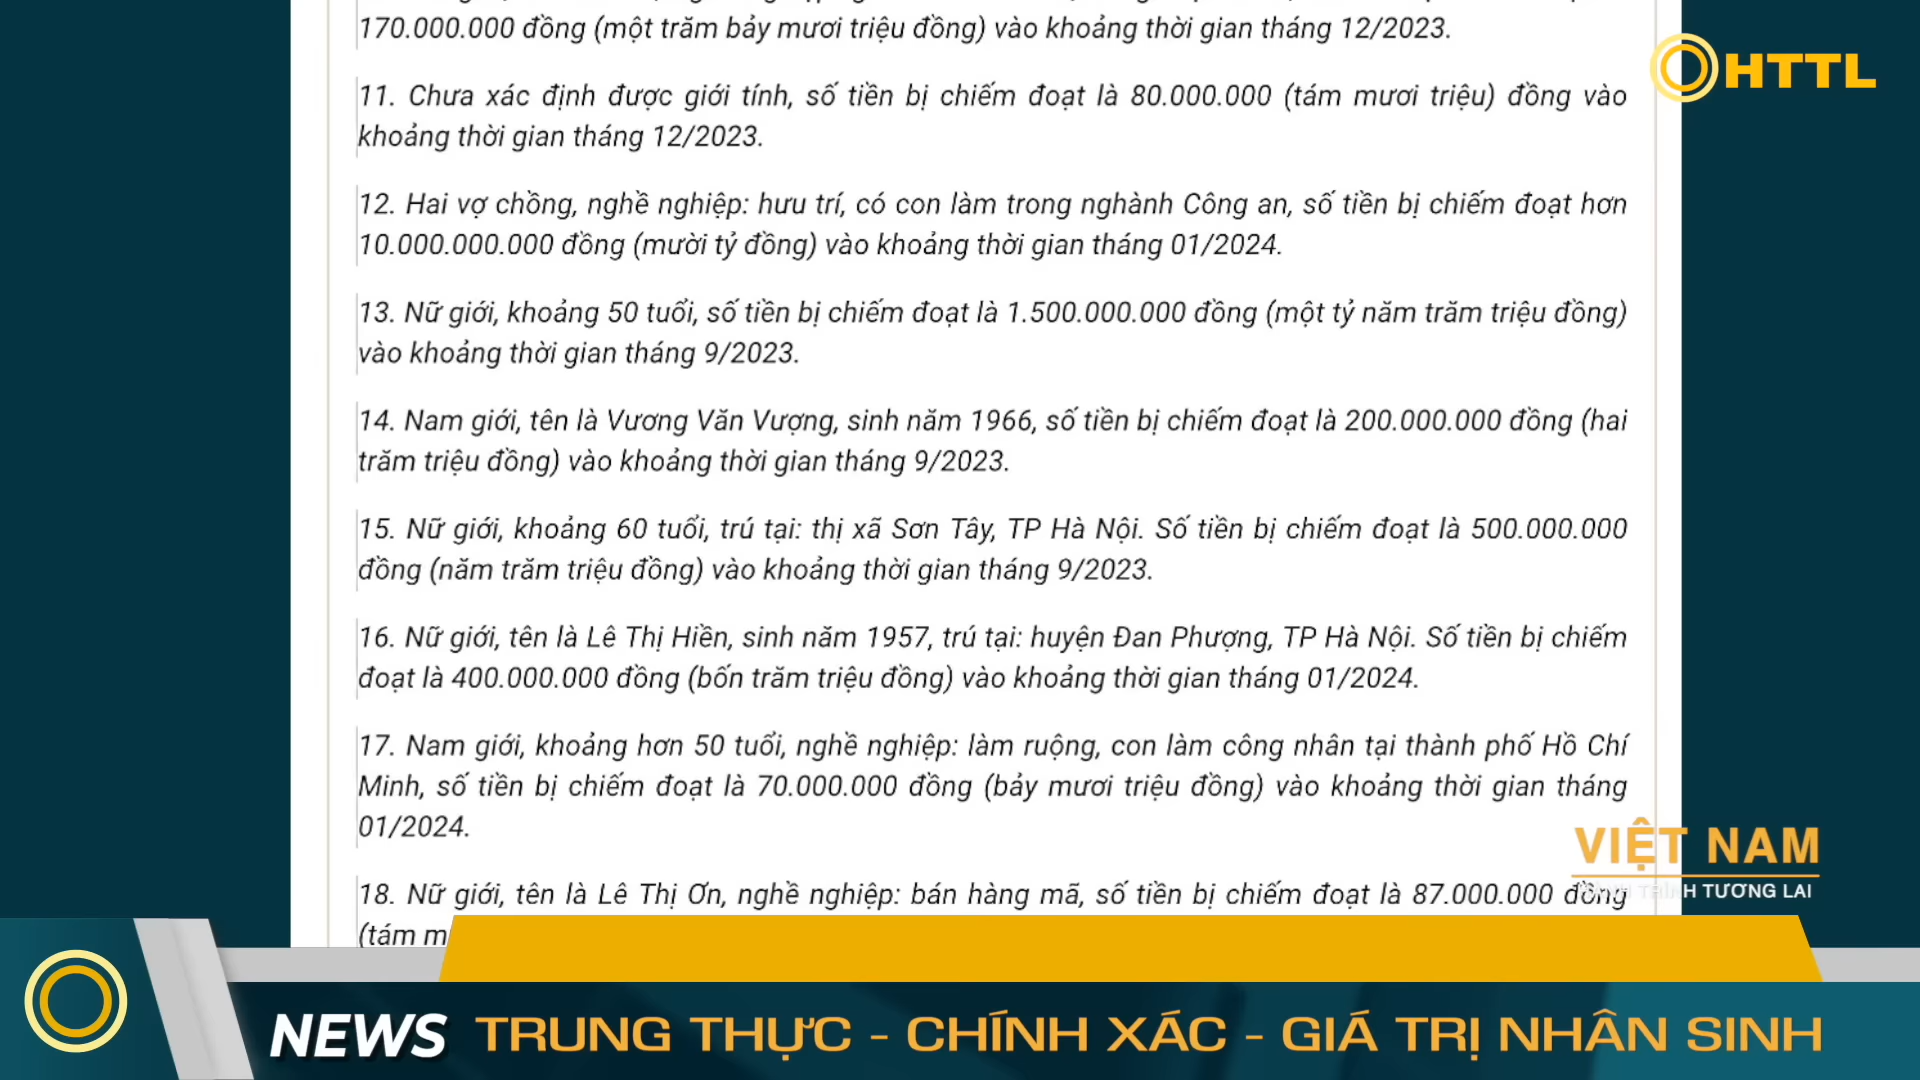 170.000.000 đồng (một trăm bảy mươi triệu đồng) vào khoảng thời gian tháng 12/2023.
HTTL
11. Chưa xác định được giới tính, số tiền bị chiếm đoạt là 80.000.000 (tám mươi triệu) đồng vào
khoảng thời gian tháng 12/2023.
12. Hai vợ chồng, nghề nghiệp: hưu trí, có con làm trong nghành Công an, số tiền bị chiếm đoạt hơn
10.000.000.000 đồng (mười tỷ đồng) vào khoảng thời gian tháng 01/2024.
13. Nữ giới, khoảng 50 tuổi, số tiền bị chiếm đoạt là 1.500.000.000 đồng (một tỷ năm trăm triệu đồng)
vào khoảng thời gian tháng 9/2023.
14. Nam giới, tên là Vương Văn Vượng, sinh năm 1966, số tiền bị chiếm đoạt là 200.000.000 đồng (hai
trăm triệu đồng) vào khoảng thời gian tháng 9/2023.
15. Nữ giới, khoảng 60 tuổi, trú tại: thị xã Sơn Tây, TP Hà Nội. Số tiền bị chiếm đoạt là 500.000.000
đồng (năm trăm triệu đồng) vào khoảng thời gian tháng 9/2023.
16. Nữ giới, tên là Lê Thị Hiền, sinh năm 1957, trú tại: huyện Đan Phượng, TP Hà Nội. Số tiền bị chiếm
đoạt là 400.000.000 đồng (bốn trăm triệu đồng) vào khoảng thời gian tháng 01/2024.
17. Nam giới, khoảng hơn 50 tuổi, nghề nghiệp: làm ruộng, con làm công nhân tại thành phố Hồ Chí
Minh, số tiền bị chiếm đoạt là 70.000.000 đồng (bảy mươi triệu đồng) vào khoảng thời gian tháng
01/2024.
VIỆT NAM
TƯƠNG LAI
18. Nữ giới, tên là Lê Thị Ơn, nghề nghiệp: bán hàng mã, số tiền bị chiếm đoạt là 87.000.000 đồng
(tám
NEWS TRUNG THỰC - CHÍNH XÁC - GIÁ TRỊ NHÂN SINH